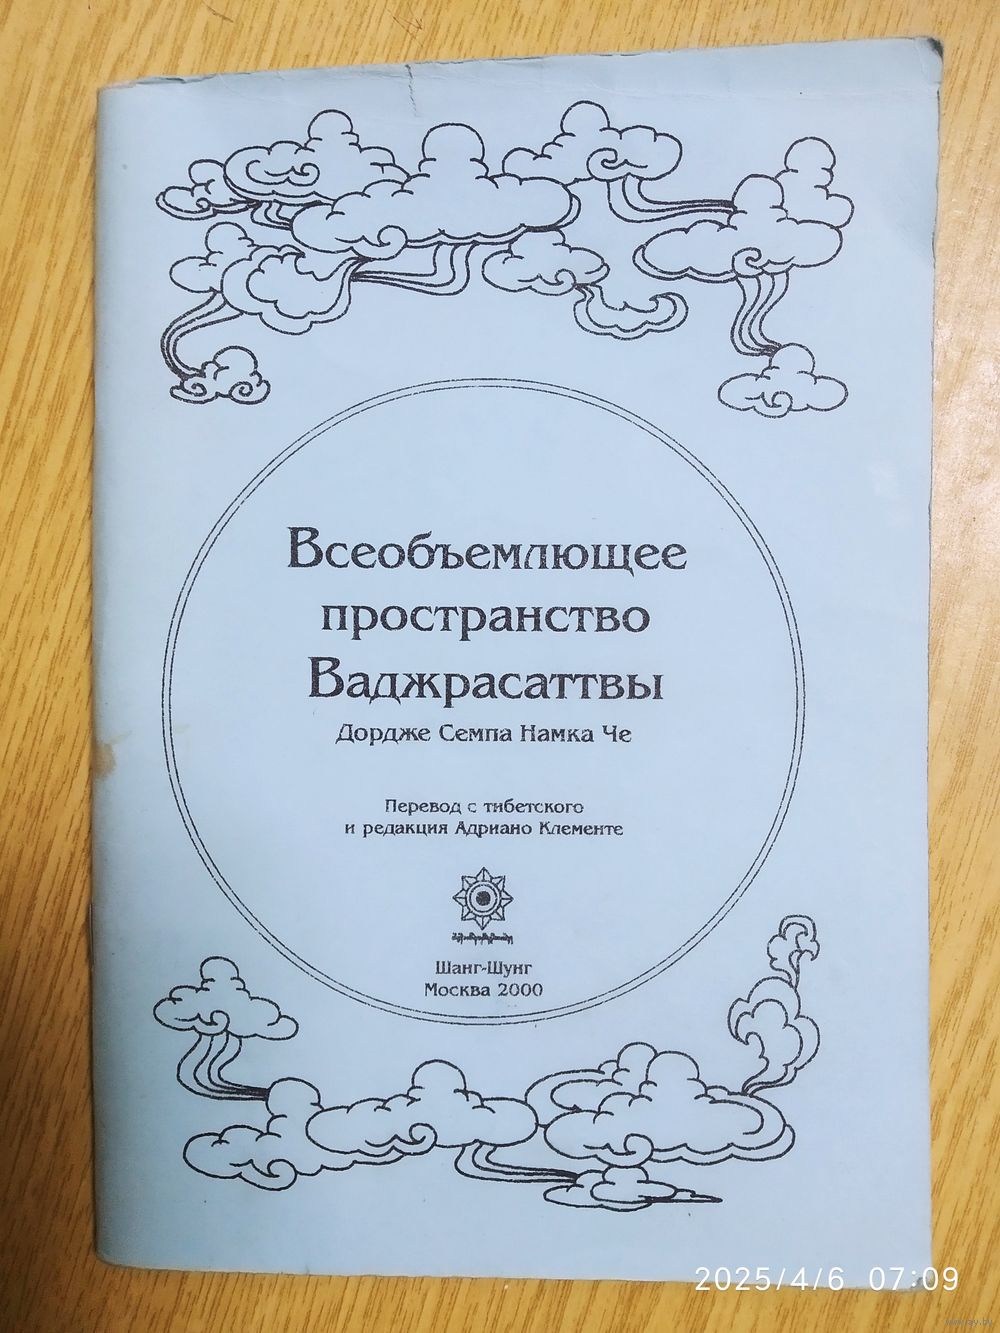 Всеобъемлющее
пространство
Ваджрасаттвы
Дордже Семпа Намка Че
Перевод с тибетского
и редакция Адриано Клементе
Шанг-Шунг
Москва 2000
2025/4/6 07:09